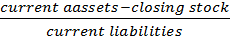 current aassets−closing stock
current liabilities